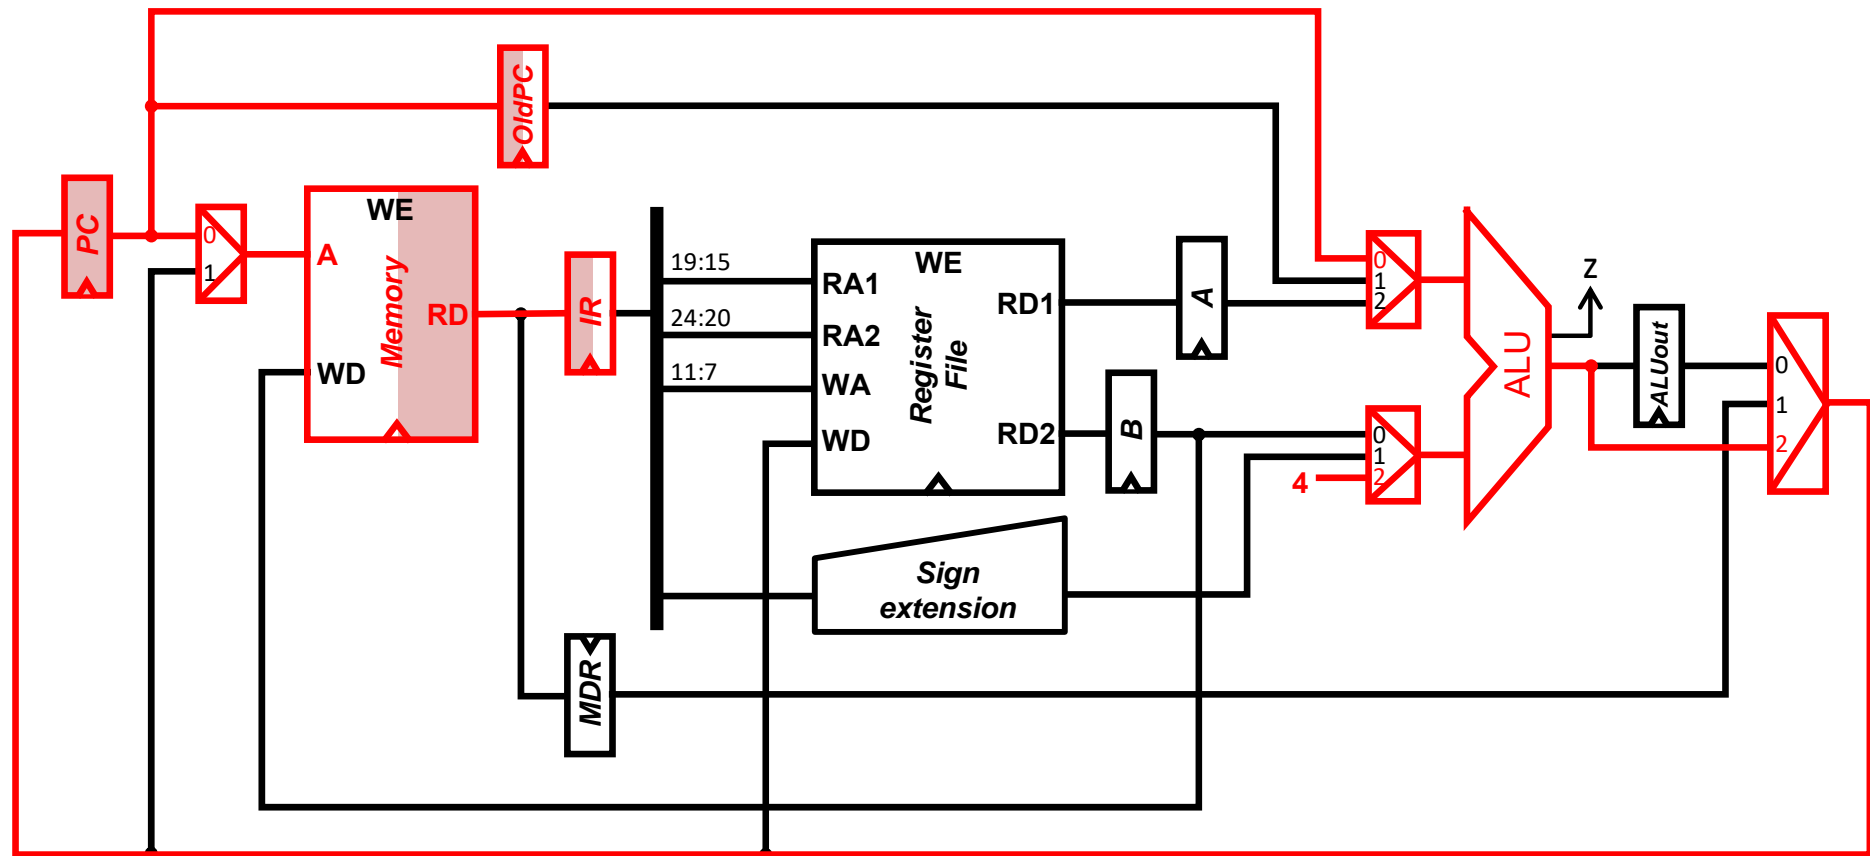 OldPC
PC
0
1
WE
A
Memory
RD
WD
IR
19:15
24:20
11:7
WE
RA1
RA2
WA
WD
Register
File
RD1
RD2
A
B
Sign
extension
MDR
0
1
2
0
1
2
4
ALU
Z
ALUout
0
1
2